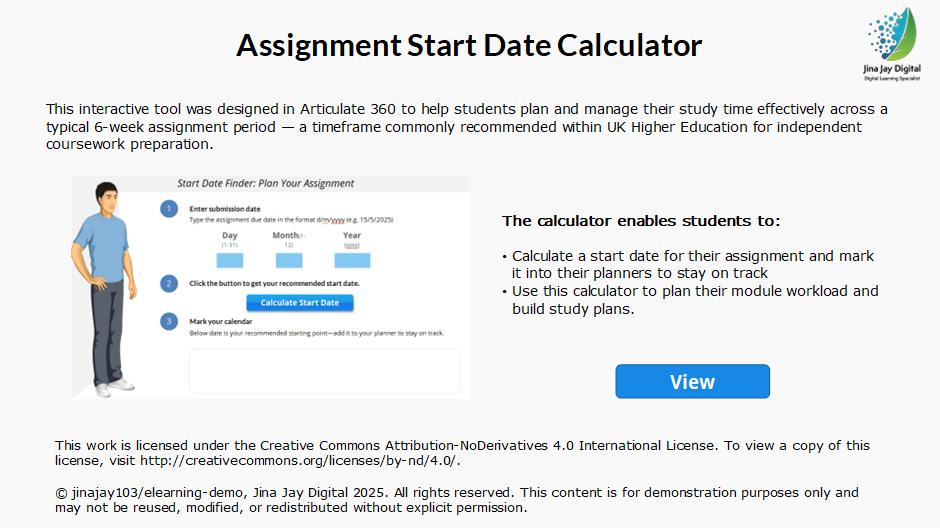 Assignment Start Date Calculator
Jina Jay Digital
Digital Learning Specialist
This interactive tool was designed in Articulate 360 to help students plan and manage their study time effectively across a
typical 6-week assignment period — a timeframe commonly recommended within UK Higher Education for independent
coursework preparation.
Start Date Finder: Plan Your Assignment
1 Enter submission date
Type the assignment due date in the format d/m/yyyy (e.g. 15/5/2025)
Day Month(1- Year
(1-31) 12) (yyyy)
2 Click the button to get your recommended start date.
Calculate Start Date
3 Mark your calendar
Below date is your recommended starting point—add it to your planner to stay on track.
The calculator enables students to:
• Calculate a start date for their assignment and mark
it into their planners to stay on track
• Use this calculator to plan their module workload and
build study plans.
View
This work is licensed under the Creative Commons Attribution-NoDerivatives 4.0 International License. To view a copy of this
license, visit http://creativecommons.org/licenses/by-nd/4.0/.
© jinajay103/elearning-demo, Jina Jay Digital 2025. All rights reserved. This content is for demonstration purposes only and
may not be reused, modified, or redistributed without explicit permission.